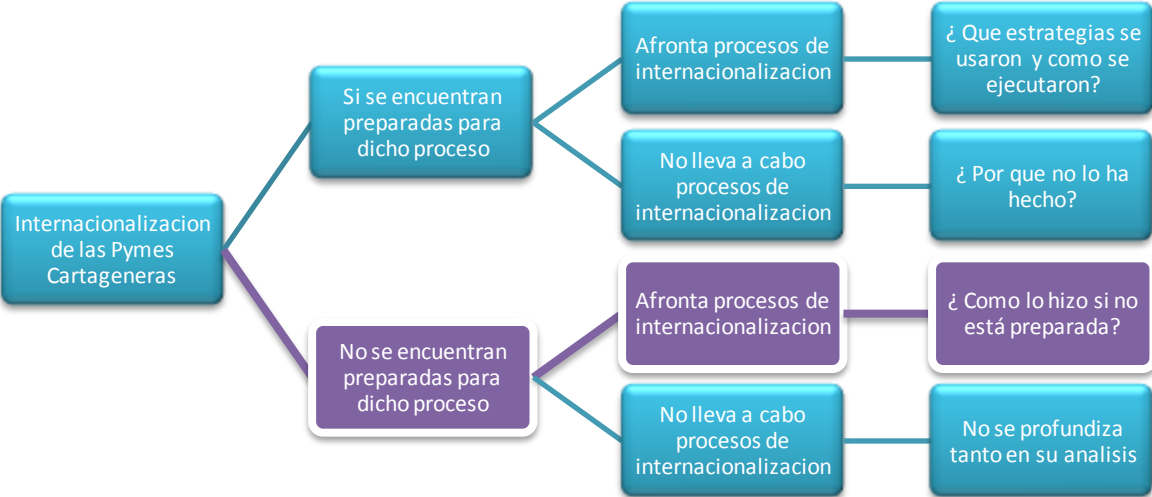 Internacionalizacion
de las Pymes
Cartageneras
Si se encuentran
preparadas para
dicho proceso
Afronta procesos de
internacionalizacion
¿ Que estrategias se
usaron y como se
ejecutaron?
No lleva a cabo
procesos de
internacionalizacion
¿ Por que no lo ha
hecho?
No se encuentran
preparadas para
dicho proceso
Afronta procesos de
internacionalizacion
¿ Como lo hizo si no
está preparada?
No lleva a cabo
procesos de
internacionalizacion
No se profundiza
tanto en su analisis